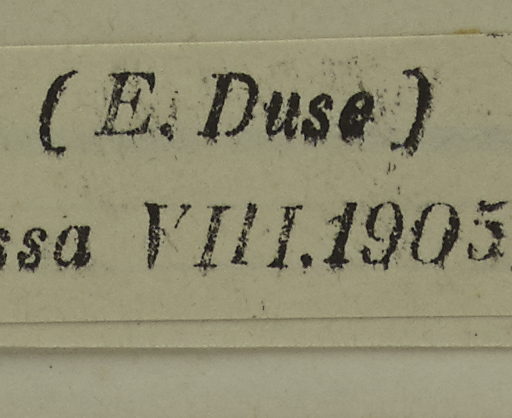 ( E. Duse )
ssa VIII.1905